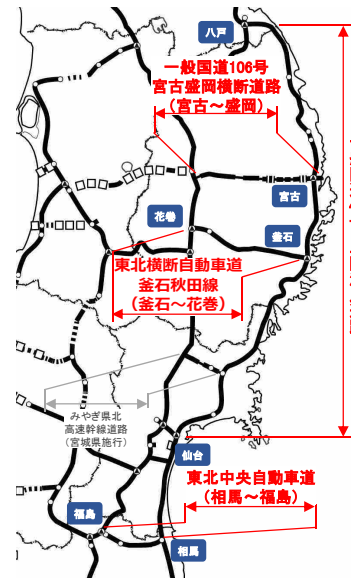 八戸
一般国道106号
宮古盛岡横断道路
（宮古～盛岡）
宮古
花巻
釜石
東北横断自動車道
釜石秋田線
（釜石～花巻）
みやぎ県北
高速幹線道路
（宮城県施行）
仙台
東北中央自動車道
（相馬～福島）
福島
相馬